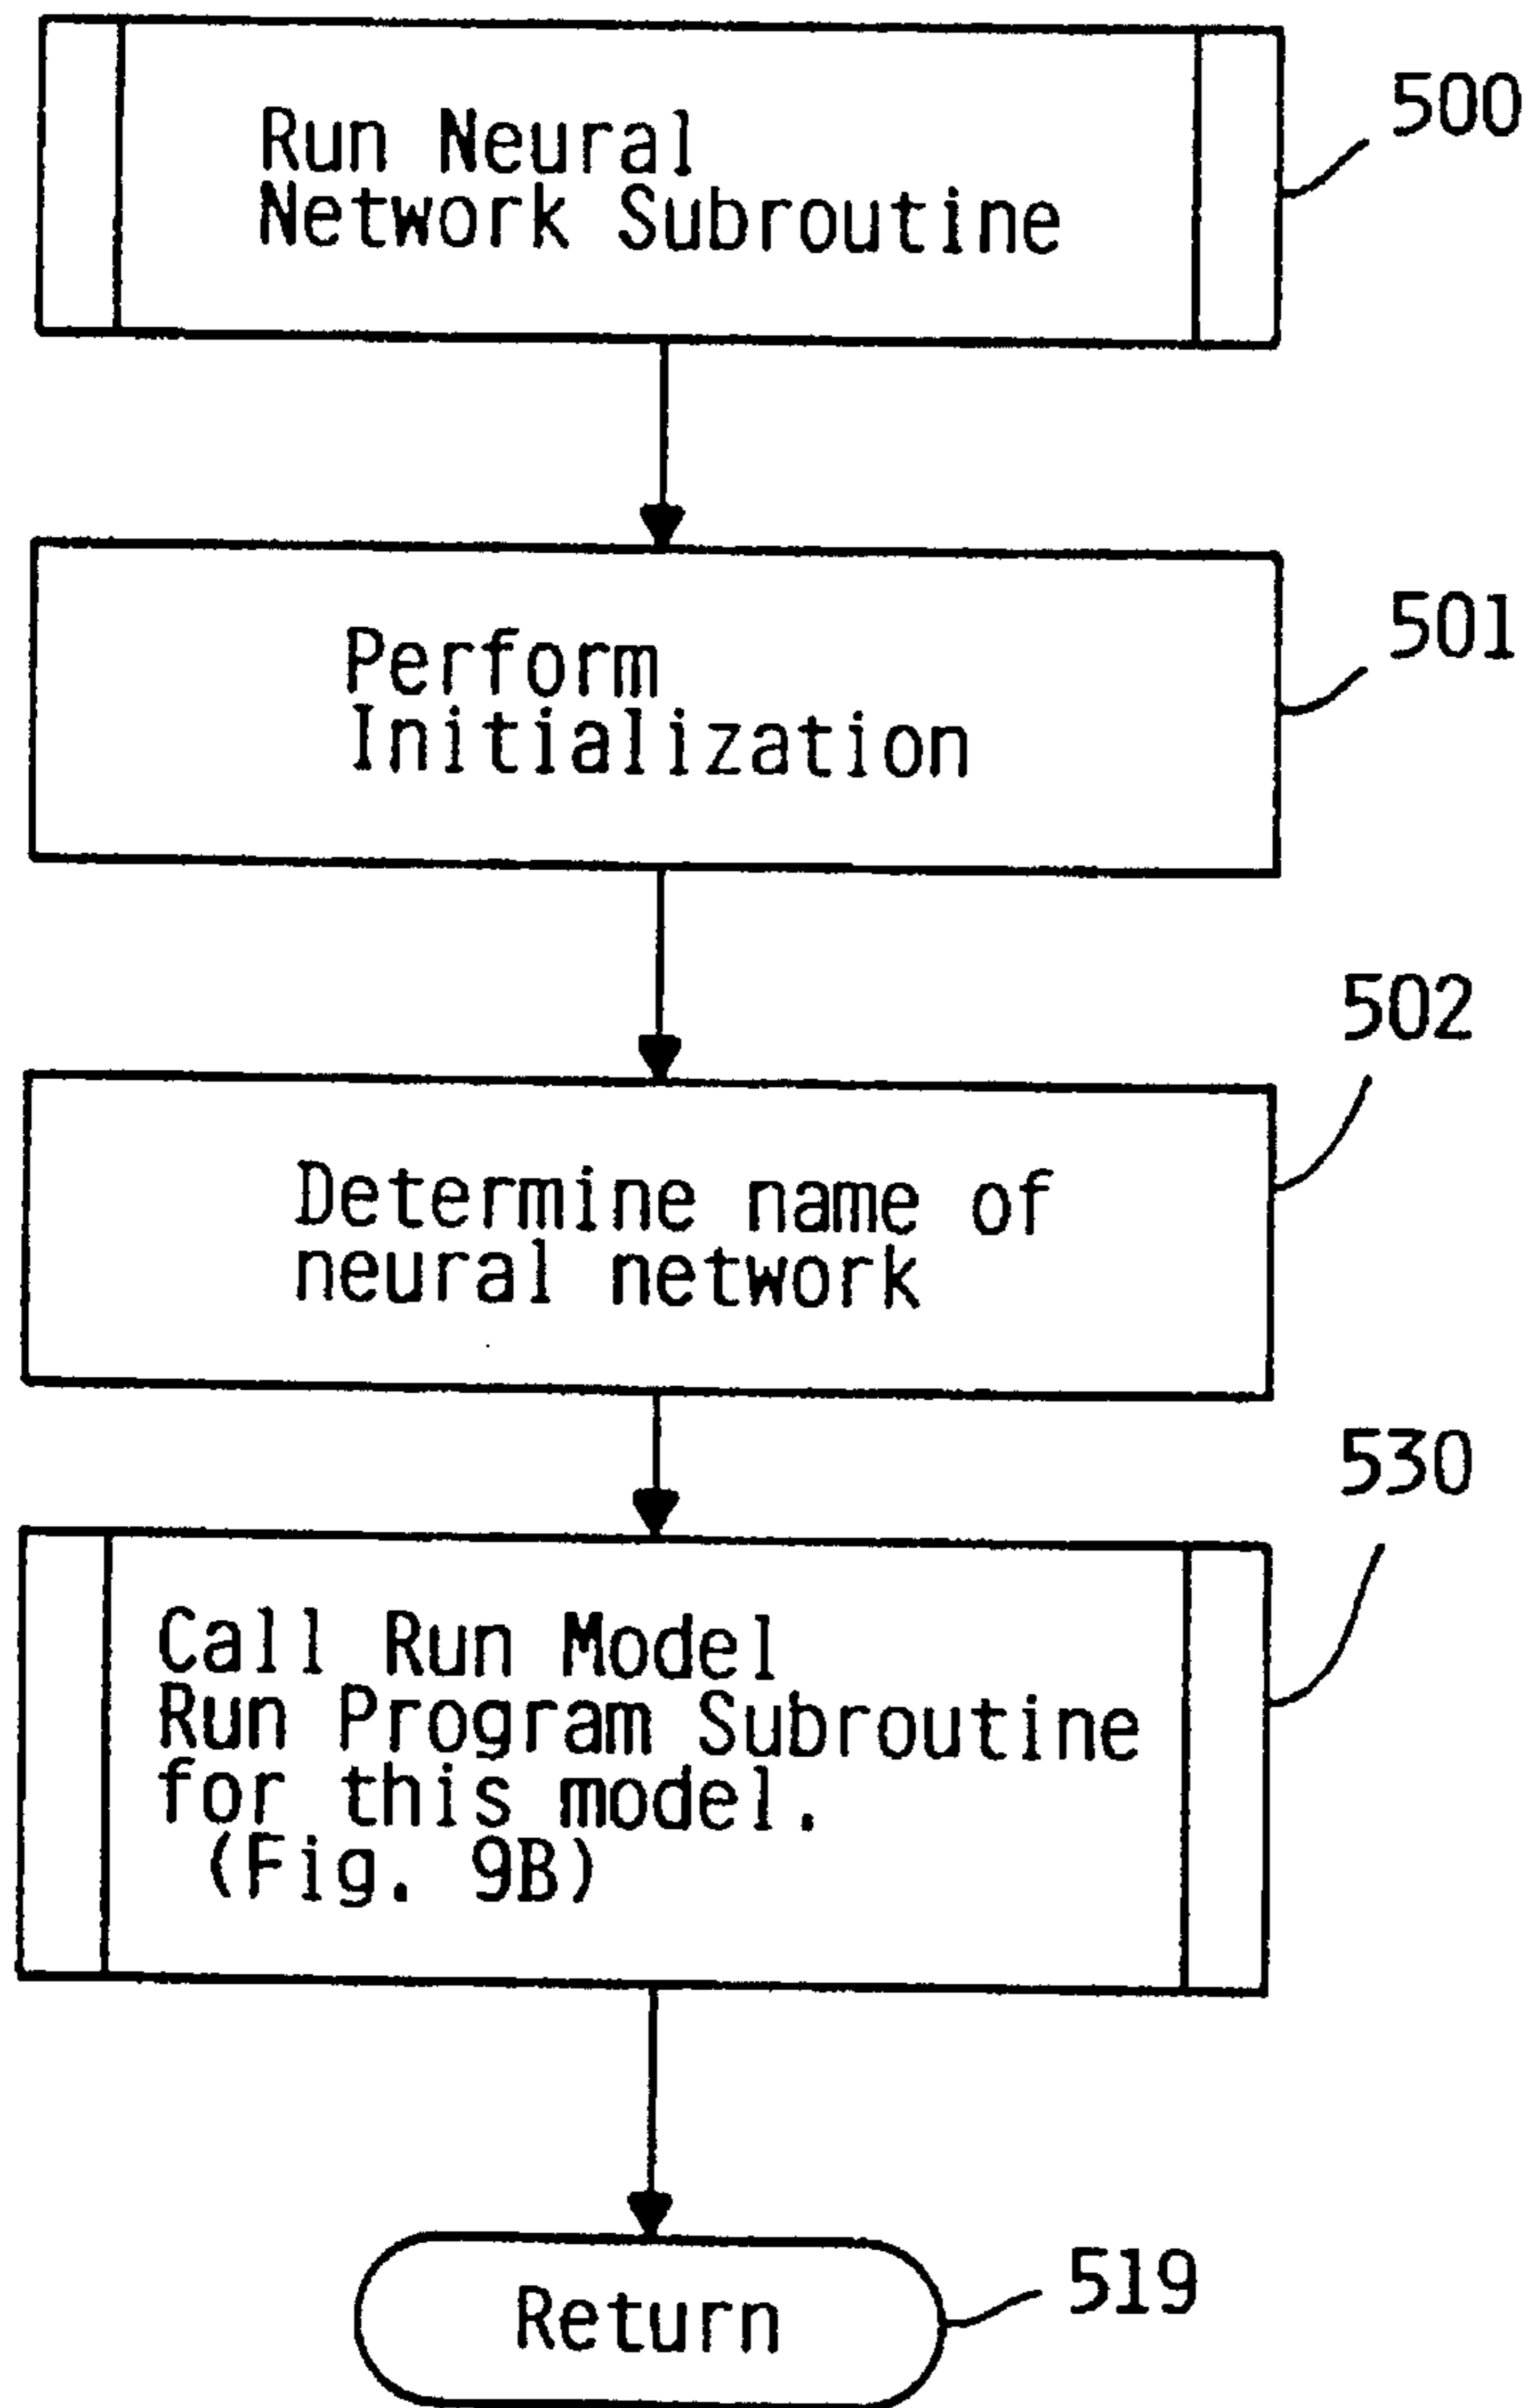 Run Neural
Network Subroutine
500
Perform
Initialization
501
502
Determine name of
neural network
530
Call Run Model
Run Program Subroutine
for this model.
(Fig. 9B)
Return
519